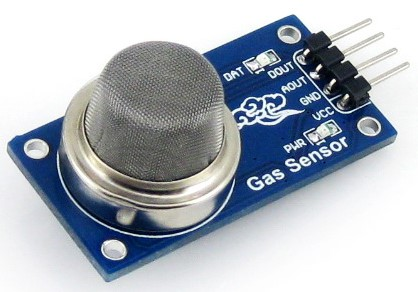 DAT
DOUT
AOUT
GND
VCC
PWR
Gas Sensor